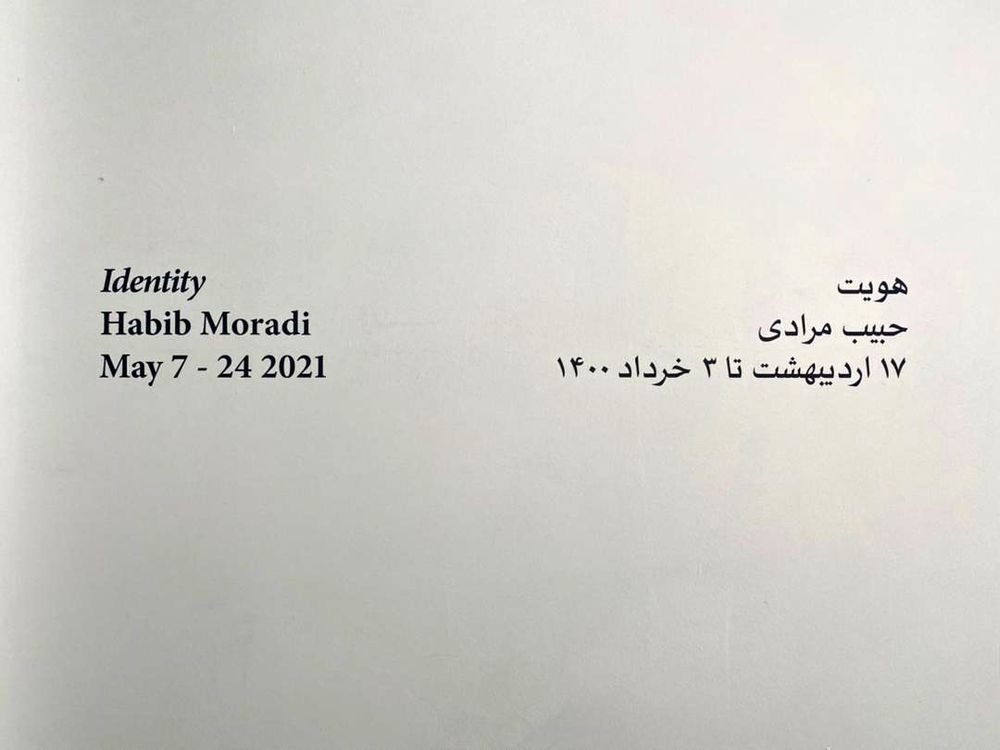 Identity
Habib Moradi
May 7 - 24 2021
هویت
حبیب مرادی
۱۷ اردیبهشت تا ۳ خرداد ۱۴۰۰